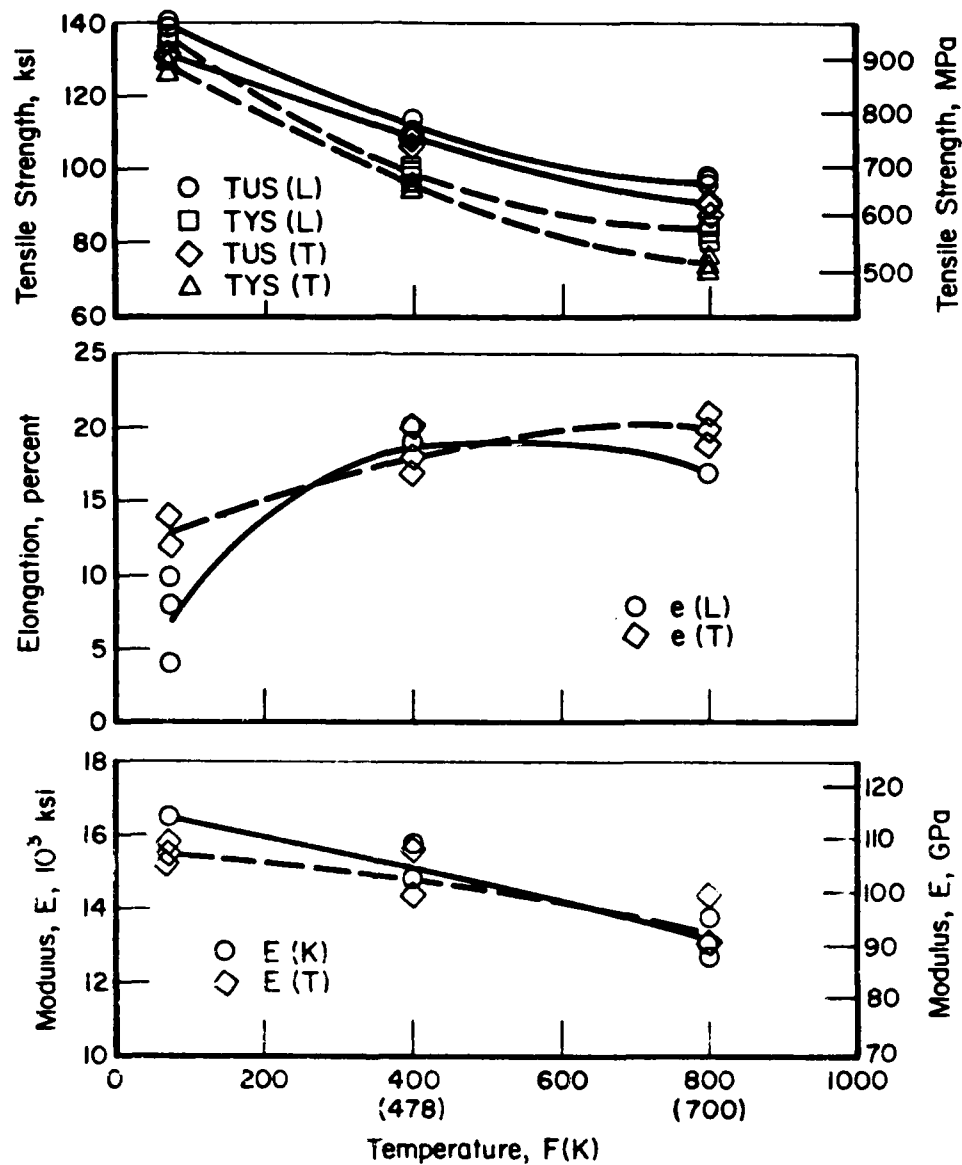 Tensile Strength, ksi
140
120
100
80
60
TUS (L)
TYS (L)
TUS (T)
TYS (T)
900
800
700
600
500
Tensile Strength, MPa
Elongation, percent
25
20
15
10
5
0
e (L)
e (T)
Modulus, E, 10³ ksi
18
16
14
12
10
E (K)
E (T)
120
110
100
90
80
70
Modulus, E, GPa
0 200 400 600 800 1000
(478) (700)
Temperature, F(K)